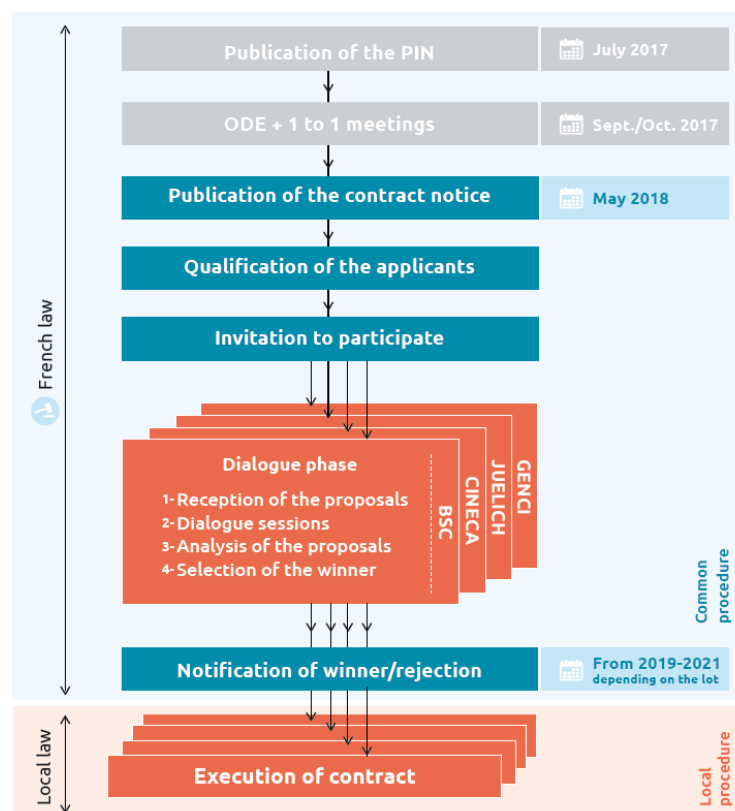 Publication of the PIN
July 2017
ODE + 1 to 1 meetings
Sept./Oct. 2017
Publication of the contract notice
May 2018
Qualification of the applicants
Invitation to participate
French law
Dialogue phase
1- Reception of the proposals
2- Dialogue sessions
3- Analysis of the proposals
4- Selection of the winner
BSC
CINECA
JUELICH
GENCI
Common
procedure
Notification of winner/rejection
From 2019-2021
depending on the lot
Local law
Execution of contract
Local
procedure